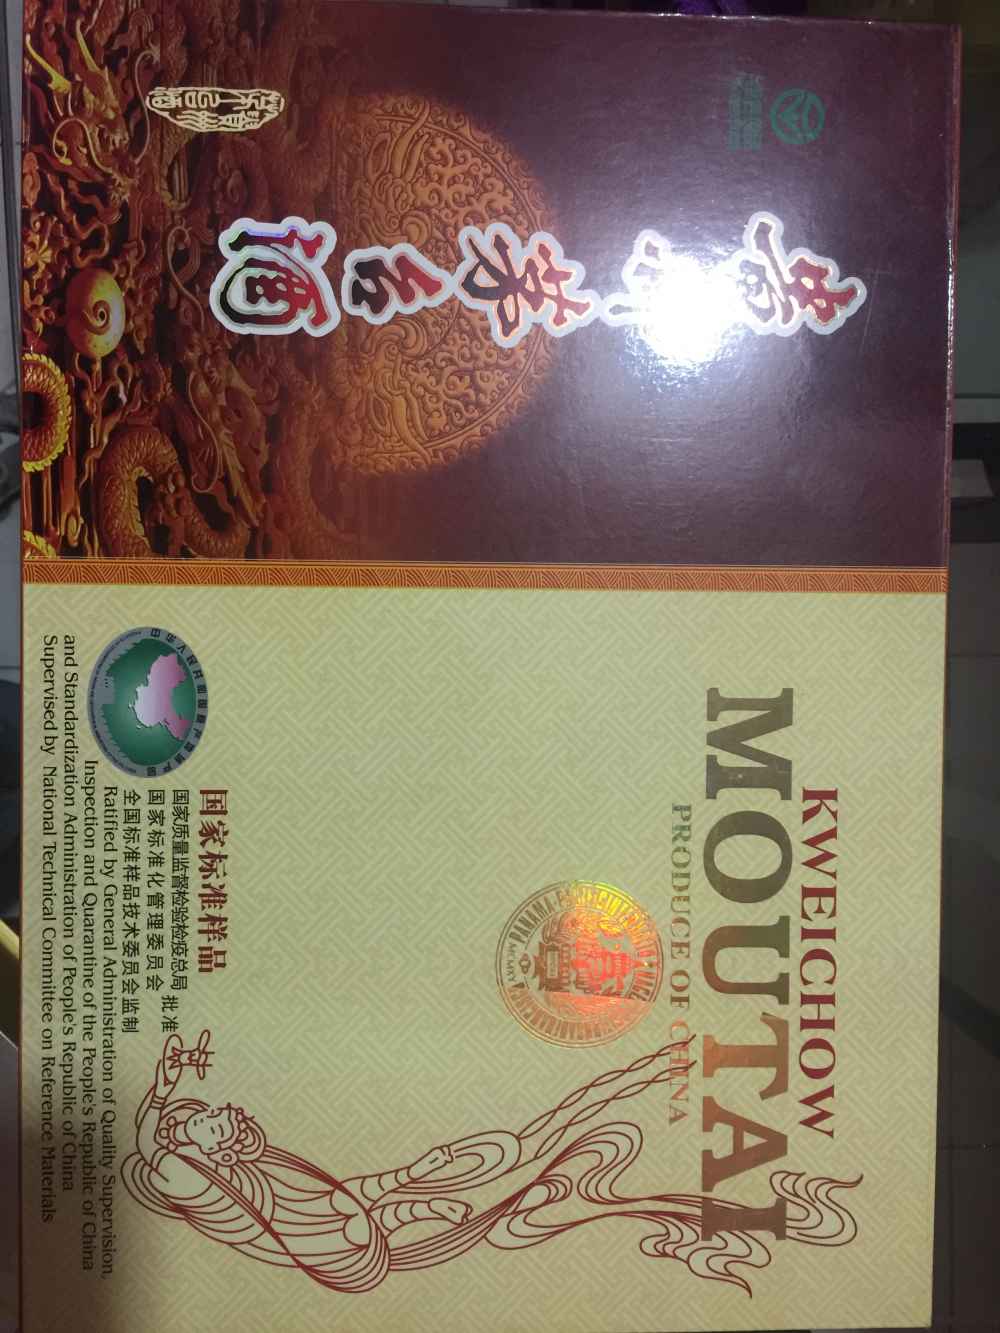 貴州茅台酒
KWEICHOW
MOUTAI
PRODUCE OF CHINA
MCMXV
国家标准样品
国家质量监督检验检疫总局
国家标准化管理委员会 批准
全国标准样品技术委员会监制
Ratified by General Administration of Quality Supervision,
Inspection and Quarantine of the People's Republic of China
and Standardization Administration of People's Republic of China
Supervised by National Technical Committee on Reference Materials